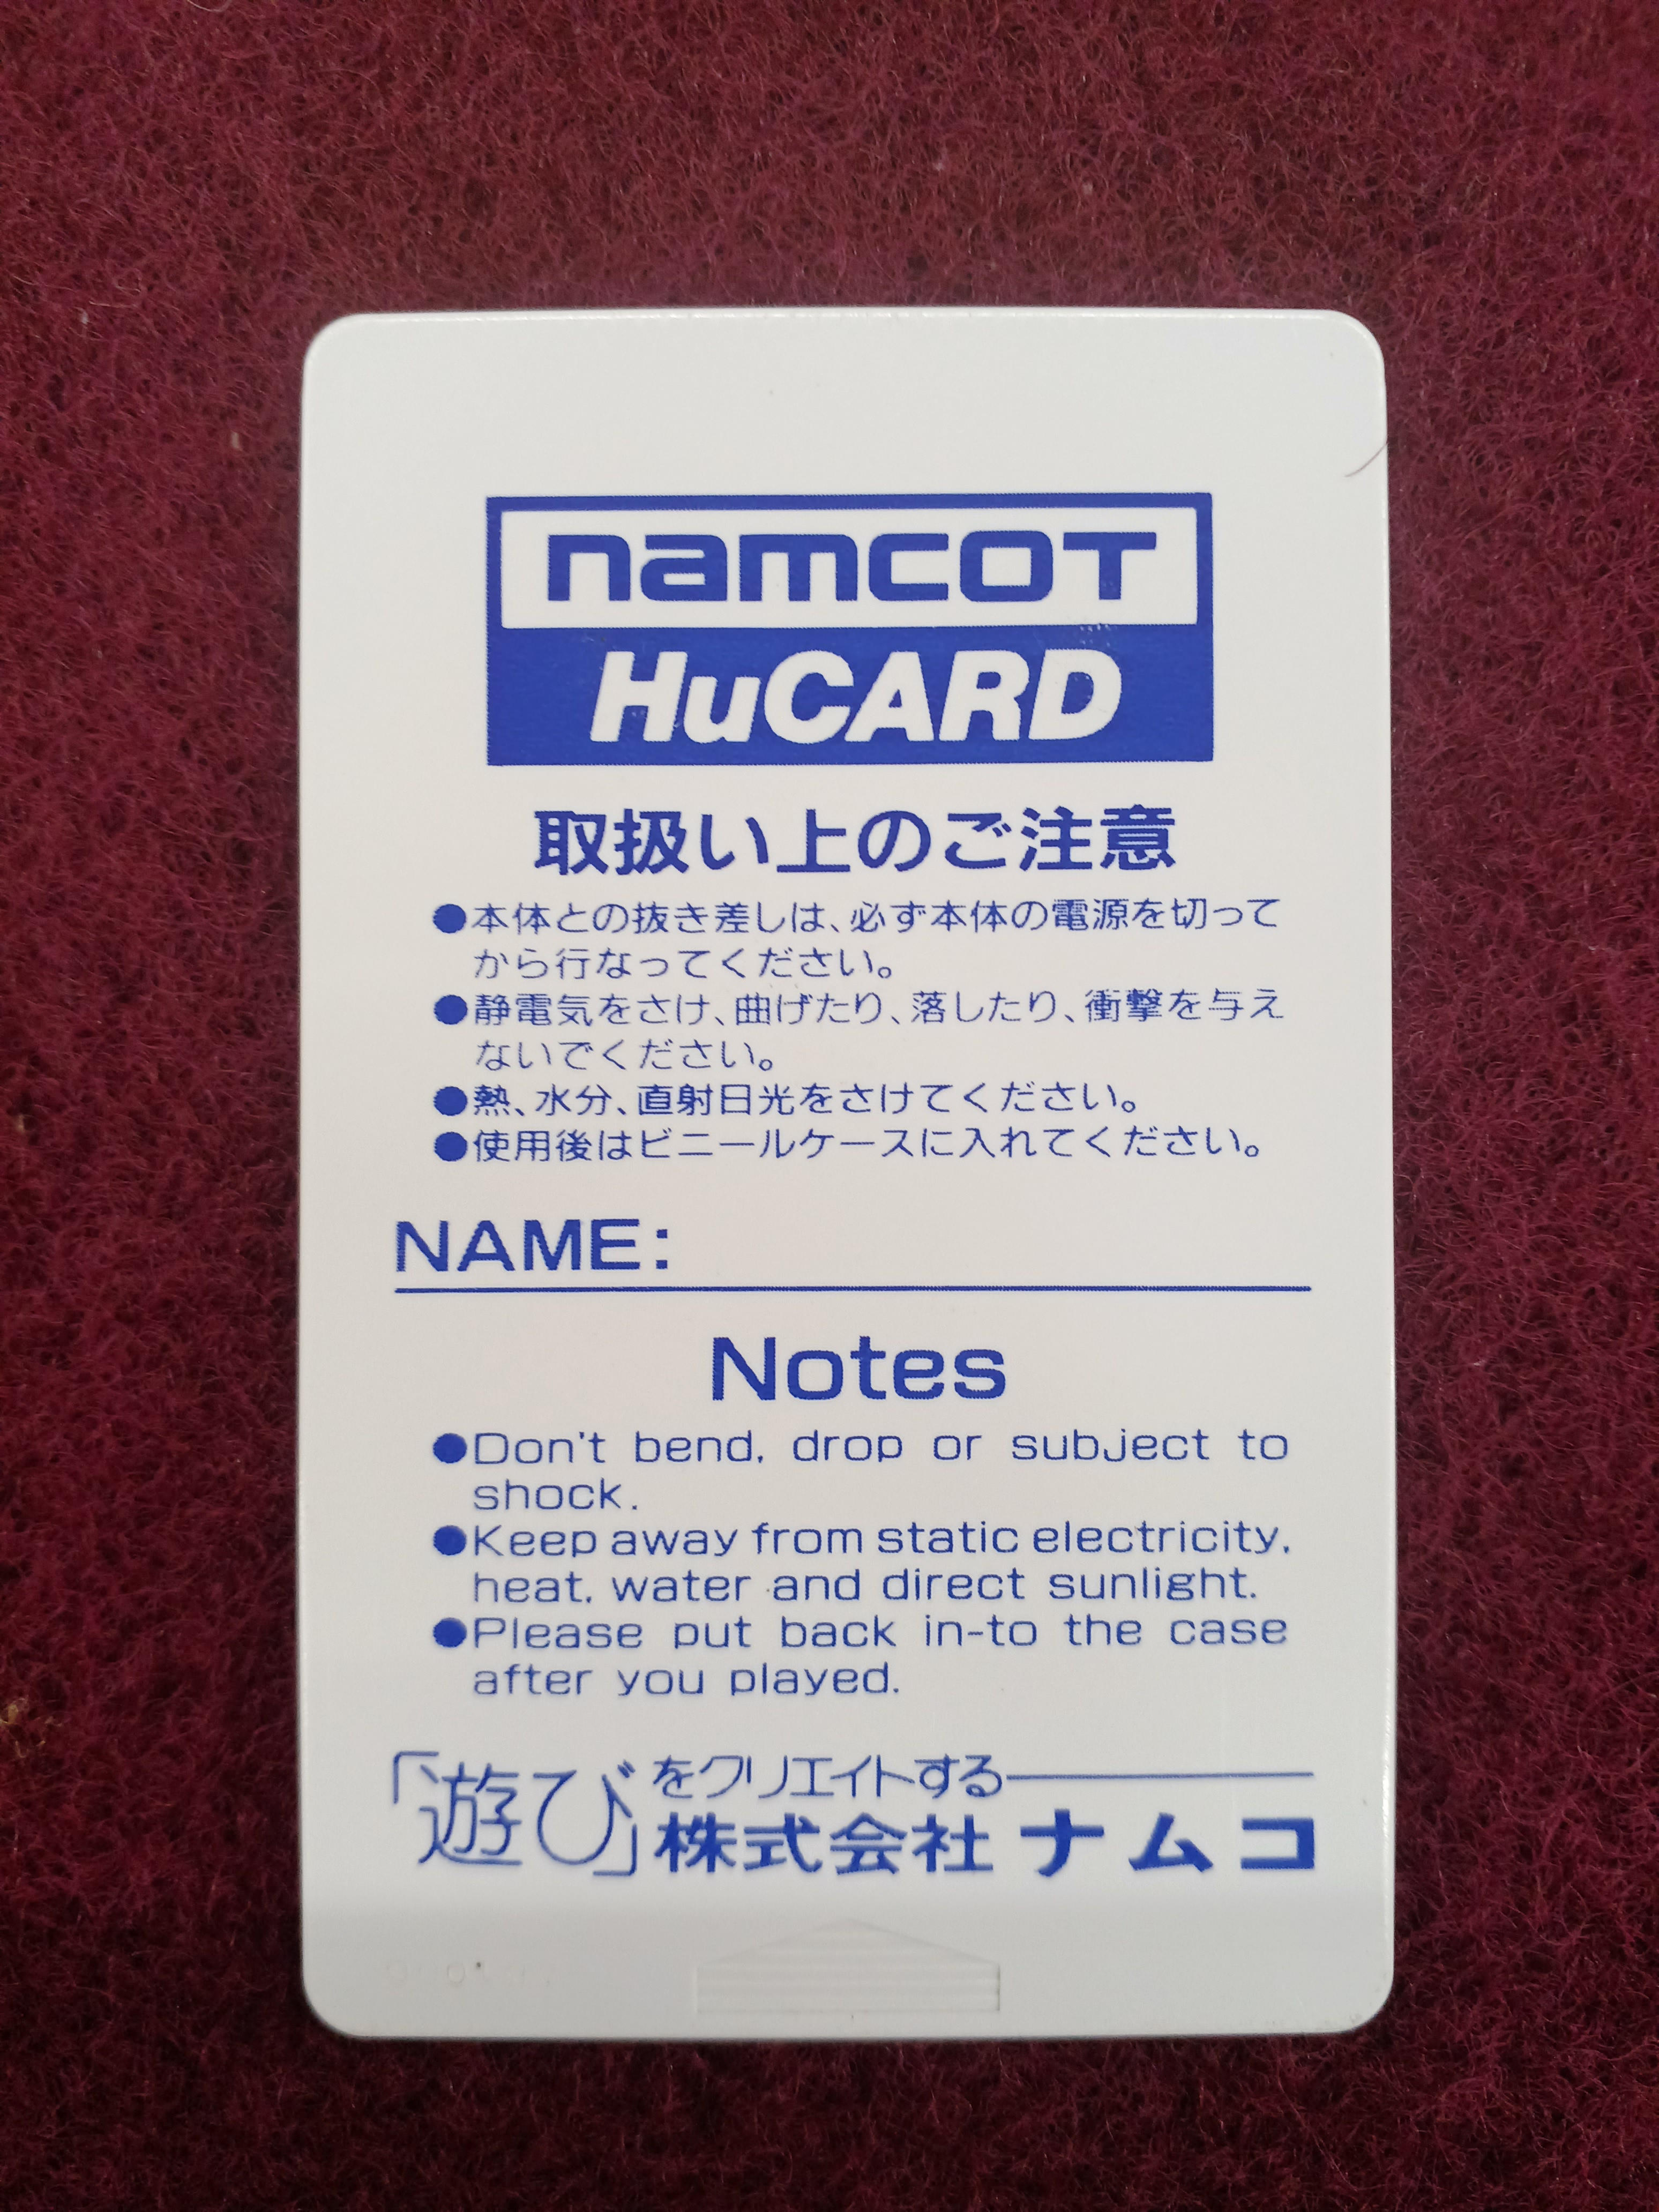 namcoT
HuCARD
取扱い上のご注意
●本体との抜き差しは、必ず本体の電源を切って
から行なってください。
●静電気をさけ、曲げたり、落したり、衝撃を与え
ないでください。
●熱、水分、直射日光をさけてください。
●使用後はビニールケースに入れてください。
NAME:
Notes
●Don't bend, drop or subject to
shock.
●Keep away from static electricity,
heat, water and direct sunlight.
●Please put back in-to the case
after you played.
「遊び」をクリエイトする
株式会社ナムコ